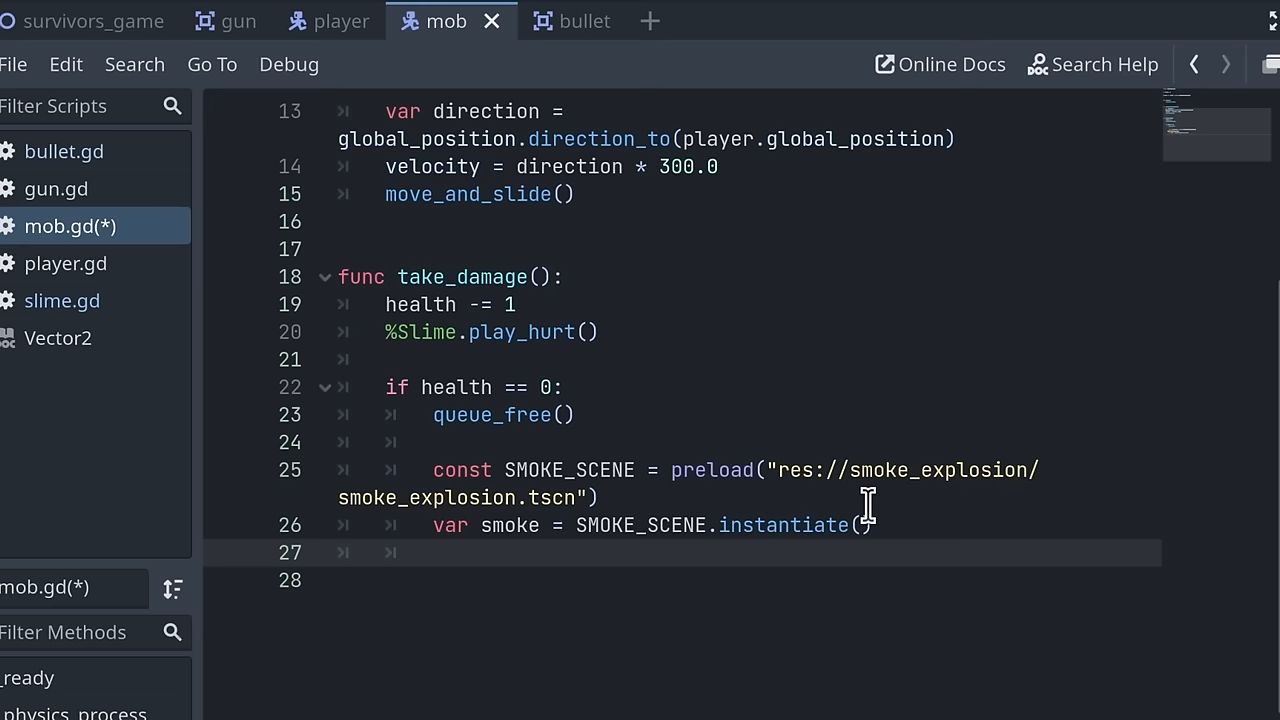 survivors_game gun player mob bullet
File Edit Search Go To Debug Online Docs Search Help
Filter Scripts
bullet.gd
gun.gd
mob.gd(*)
player.gd
slime.gd
Vector2
mob.gd(*)
Filter Methods
_ready
_physics_process
13 var direction =
global_position.direction_to(player.global_position)
14 velocity = direction * 300.0
15 move_and_slide()
16
17
18 func take_damage():
19 health -= 1
20 %Slime.play_hurt()
21
22 if health == 0:
23 queue_free()
24
25 const SMOKE_SCENE = preload("res://smoke_explosion/
smoke_explosion.tscn")
26 var smoke = SMOKE_SCENE.instantiate()
27
28